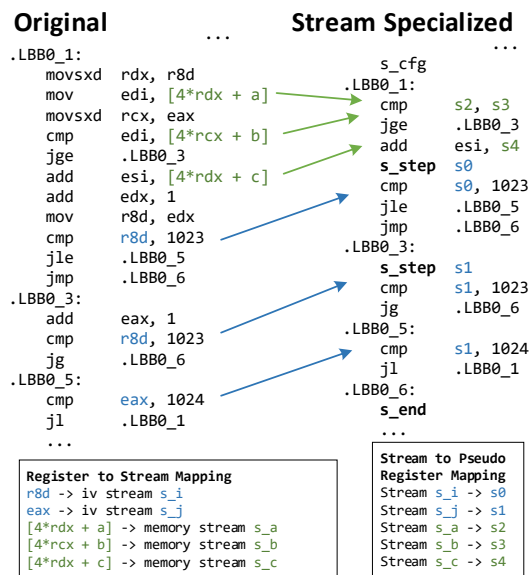 Original
...
.LBB0_1:
movsxd rdx, r8d
mov edi, [4*rdx + a]
movsxd rcx, eax
cmp edi, [4*rcx + b]
jge .LBB0_3
add esi, [4*rdx + c]
add edx, 1
mov r8d, edx
cmp r8d, 1023
jle .LBB0_5
jmp .LBB0_6
.LBB0_3:
add eax, 1
cmp r8d, 1023
jg .LBB0_6
.LBB0_5:
cmp eax, 1024
jl .LBB0_1
...
Register to Stream Mapping
r8d -> iv stream s_i
eax -> iv stream s_j
[4*rdx + a] -> memory stream s_a
[4*rcx + b] -> memory stream s_b
[4*rdx + c] -> memory stream s_c
Stream Specialized
...
s_cfg
.LBB0_1:
cmp s2, s3
jge .LBB0_3
add esi, s4
s_step s0
cmp s0, 1023
jle .LBB0_5
jmp .LBB0_6
.LBB0_3:
s_step s1
cmp s1, 1023
jg .LBB0_6
.LBB0_5:
cmp s1, 1024
jl .LBB0_1
.LBB0_6:
s_end
...
Stream to Pseudo
Register Mapping
Stream s_i -> s0
Stream s_j -> s1
Stream s_a -> s2
Stream s_b -> s3
Stream s_c -> s4